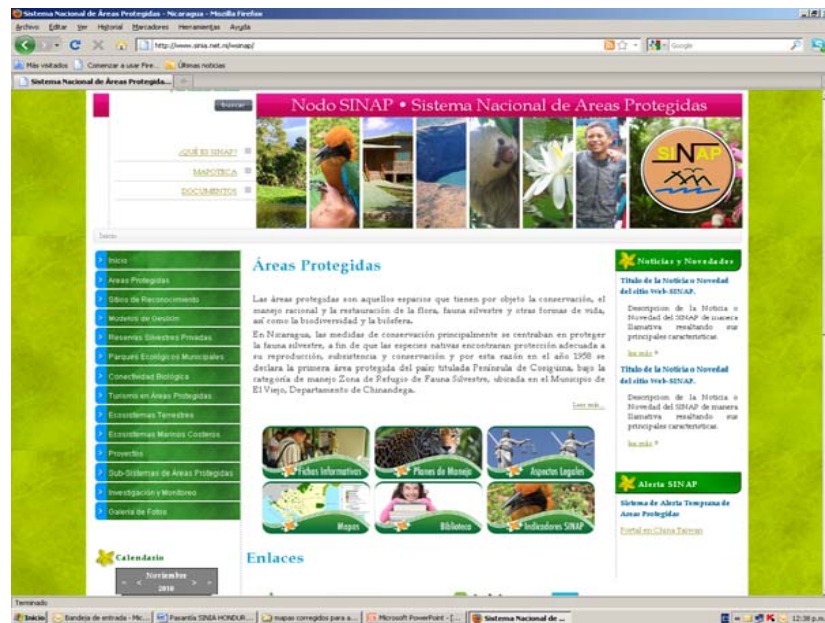 Sistema Nacional de Áreas Protegidas - Nicaragua - Mozilla Firefox
Archivo Editar Ver Historial Marcadores Herramientas Ayuda
http://www.sinia.net.ni/wsinap/
Google
Más visitados Comenzar a usar Fire... Últimas noticias
Sistema Nacional de Áreas Protegida...
buscar
Nodo SINAP • Sistema Nacional de Areas Protegidas
¿QUÉ ES SINAP?
MAPOTECA
DOCUMENTOS
SINAP
Inicio
Inicio
Areas Protegidas
Sitios de Reconocimiento
Modelos de Gestión
Reservas Silvestres Privadas
Parques Ecológicos Municipales
Conectividad Biológica
Turismo en Áreas Protegidas
Ecosistemas Terrestres
Ecosistemas Marinos Costeros
Proyectos
Sub-Sistemas de Áreas Protegidas
Investigación y Monitoreo
Galería de Fotos
Calendario
Noviembre
2010
Áreas Protegidas
Las áreas protegidas son aquellos espacios que tienen por objeto la conservación, el
manejo racional y la restauración de la flora, fauna silvestre y otras formas de vida,
así como la biodiversidad y la biósfera.
En Nicaragua, las medidas de conservación principalmente se centraban en proteger
la fauna silvestre, a fin de que las especies nativas encontraran protección adecuada a
su reproducción, subsistencia y conservación y por esta razón en el año 1958 se
declara la primera área protegida del país; titulada Península de Cosiguina, bajo la
categoría de manejo Zona de Refugio de Fauna Silvestre, ubicada en el Municipio de
El Viejo, Departamento de Chinandega.
Leer más...
Fichas Informativas
Planes de Manejo
Aspectos Legales
Mapas
Biblioteca
Indicadores SINAP
Enlaces
Noticias y Novedades
Título de la Noticia o Novedad
del sitio Web-SINAP.
Descripcion de la Noticia o
Novedad del SINAP de manera
llamativa resaltando sus
principales caracteristicas.
lea más
Título de la Noticia o Novedad
del sitio Web-SINAP.
Descripcion de la Noticia o
Novedad del SINAP de manera
llamativa resaltando sus
principales caracteristicas.
lea más
Alerta SINAP
Sistema de Alerta Temprana de
Areas Protegidas
Portal en China Taiwan
Terminado
Inicio
Bandeja de entrada - Mic...
Pasantía SINIA HONDUR...
mapas corregidos para a...
Microsoft PowerPoint - [...
Sistema Nacional de ...
12:38 p.m.